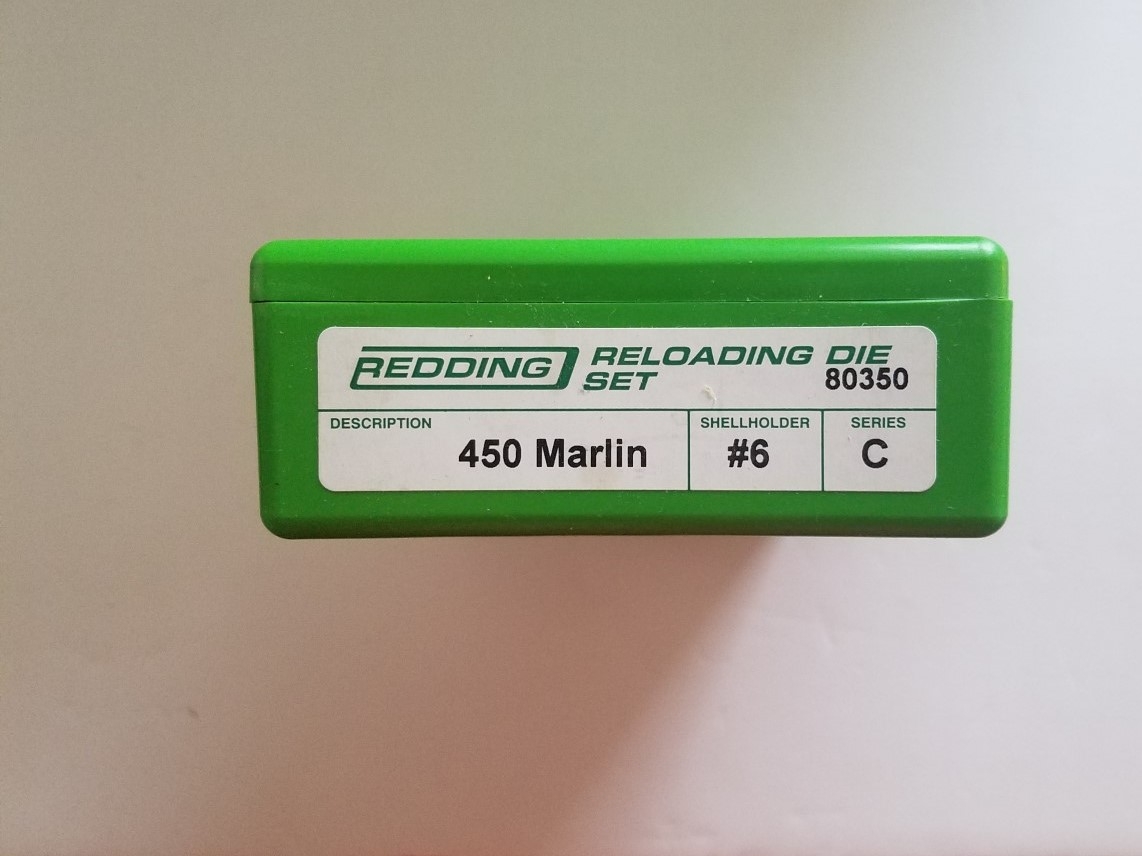 REDDING RELOADING DIE
SET 80350
DESCRIPTION SHELLHOLDER SERIES
450 Marlin #6 C